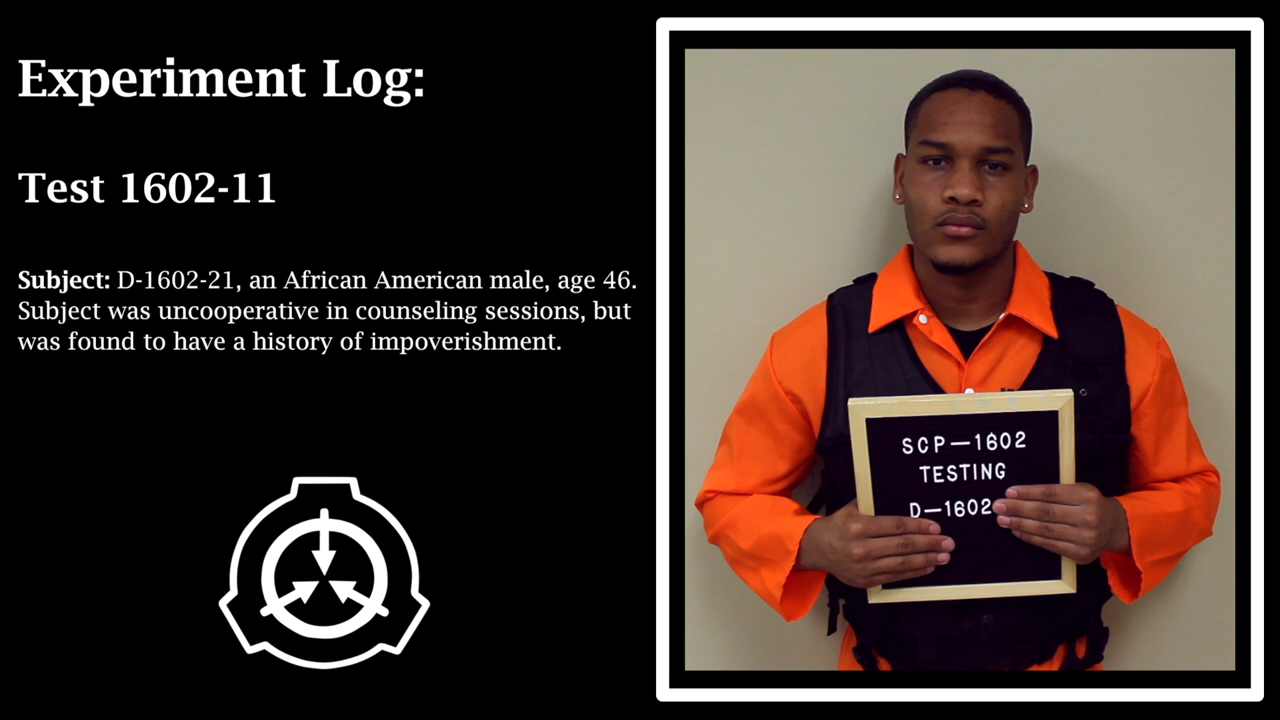 Experiment Log:
Test 1602-11
Subject: D-1602-21, an African American male, age 46.
Subject was uncooperative in counseling sessions, but
was found to have a history of impoverishment.
SCP—1602
TESTING
D—1602